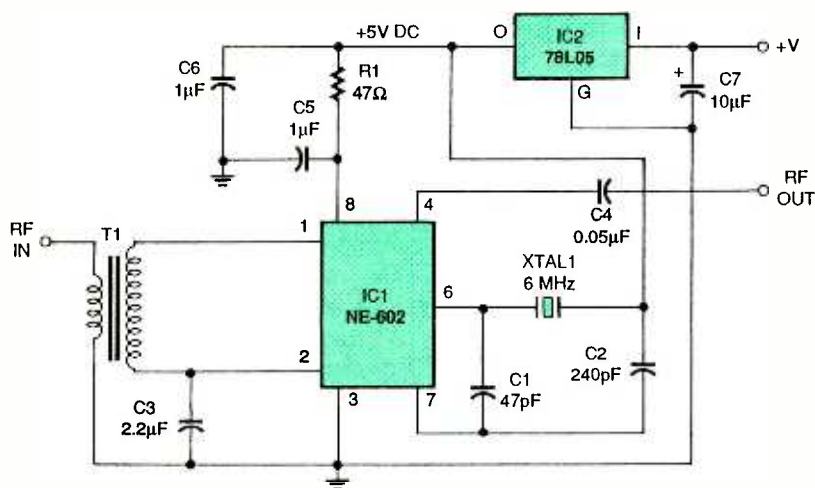 +5V DC
O
IC2
78L05
I
+V
G
C6
1µF
R1
47Ω
C5
1µF
+
C7
10µF
8
4
C4
0.05µF
RF
OUT
RF
IN
T1
1
IC1
NE-602
6
XTAL1
6 MHz
2
C1
47pF
C2
240pF
C3
2.2µF
3
7